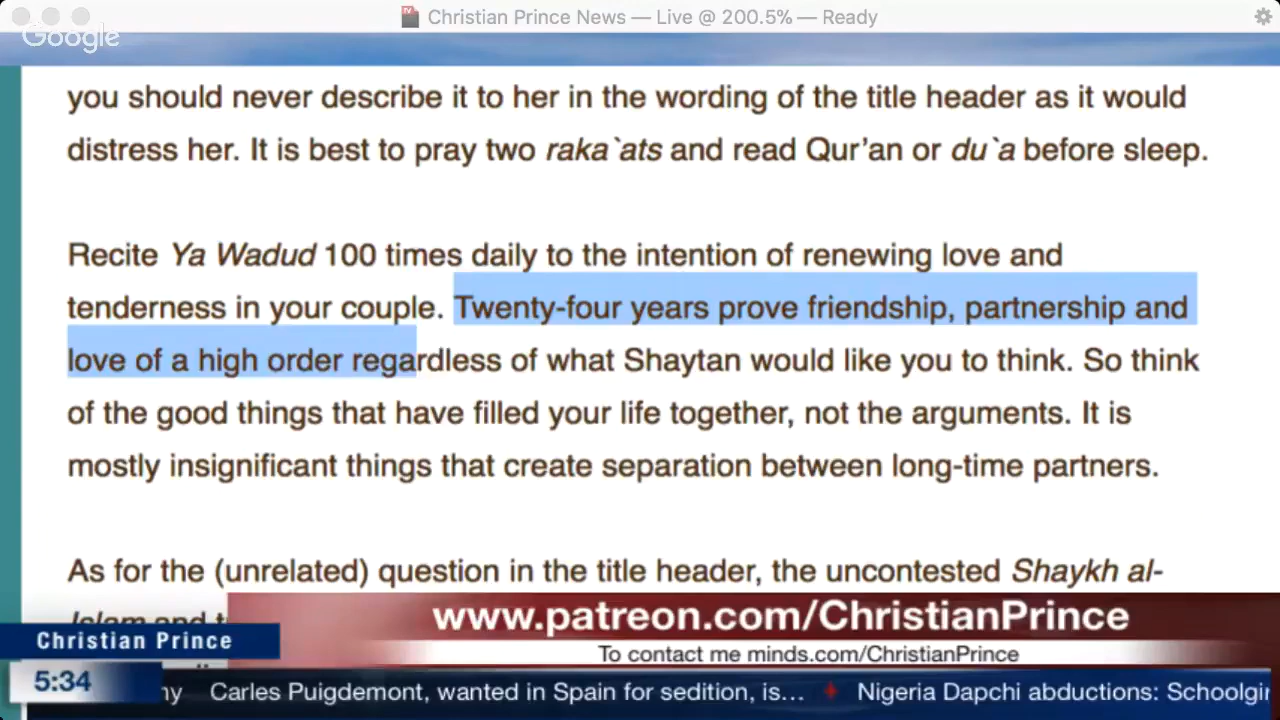 Christian Prince News — Live @ 200.5% — Ready
Google
you should never describe it to her in the wording of the title header as it would
distress her. It is best to pray two raka`ats and read Qur’an or du`a before sleep.
Recite Ya Wadud 100 times daily to the intention of renewing love and
tenderness in your couple. Twenty-four years prove friendship, partnership and
love of a high order regardless of what Shaytan would like you to think. So think
of the good things that have filled your life together, not the arguments. It is
mostly insignificant things that create separation between long-time partners.
As for the (unrelated) question in the title header, the uncontested Shaykh al-
Islam and
www.patreon.com/ChristianPrince
Christian Prince
To contact me minds.com/ChristianPrince
5:34
Carles Puigdemont, wanted in Spain for sedition, is... Nigeria Dapchi abductions: